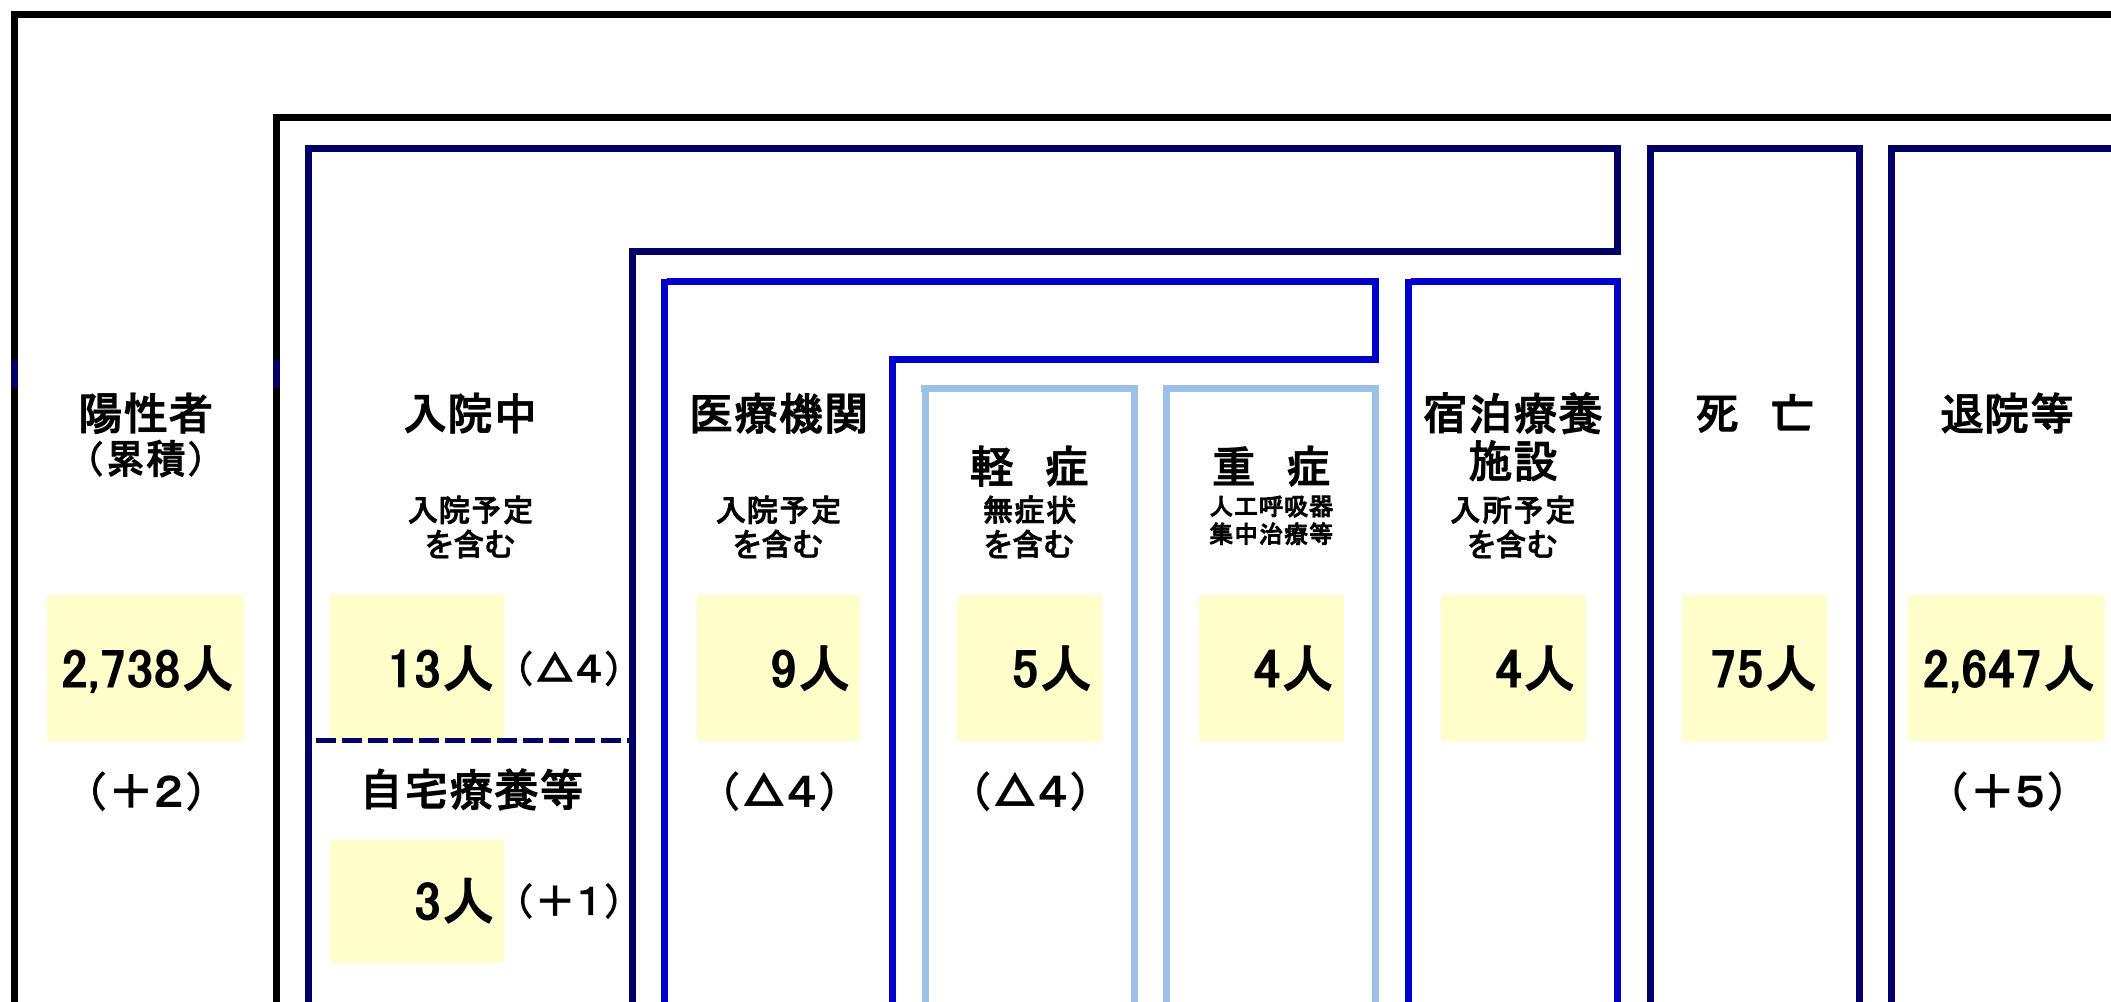 陽性者
（累積）
2,738人
（＋２）
入院中
入院予定
を含む
13人
（△４）
自宅療養等
3人
（＋１）
医療機関
入院予定
を含む
9人
（△４）
軽　症
無症状
を含む
5人
（△４）
重　症
人工呼吸器
集中治療等
4人
宿泊療養
施設
入所予定
を含む
4人
死　亡
75人
退院等
2,647人
（＋５）